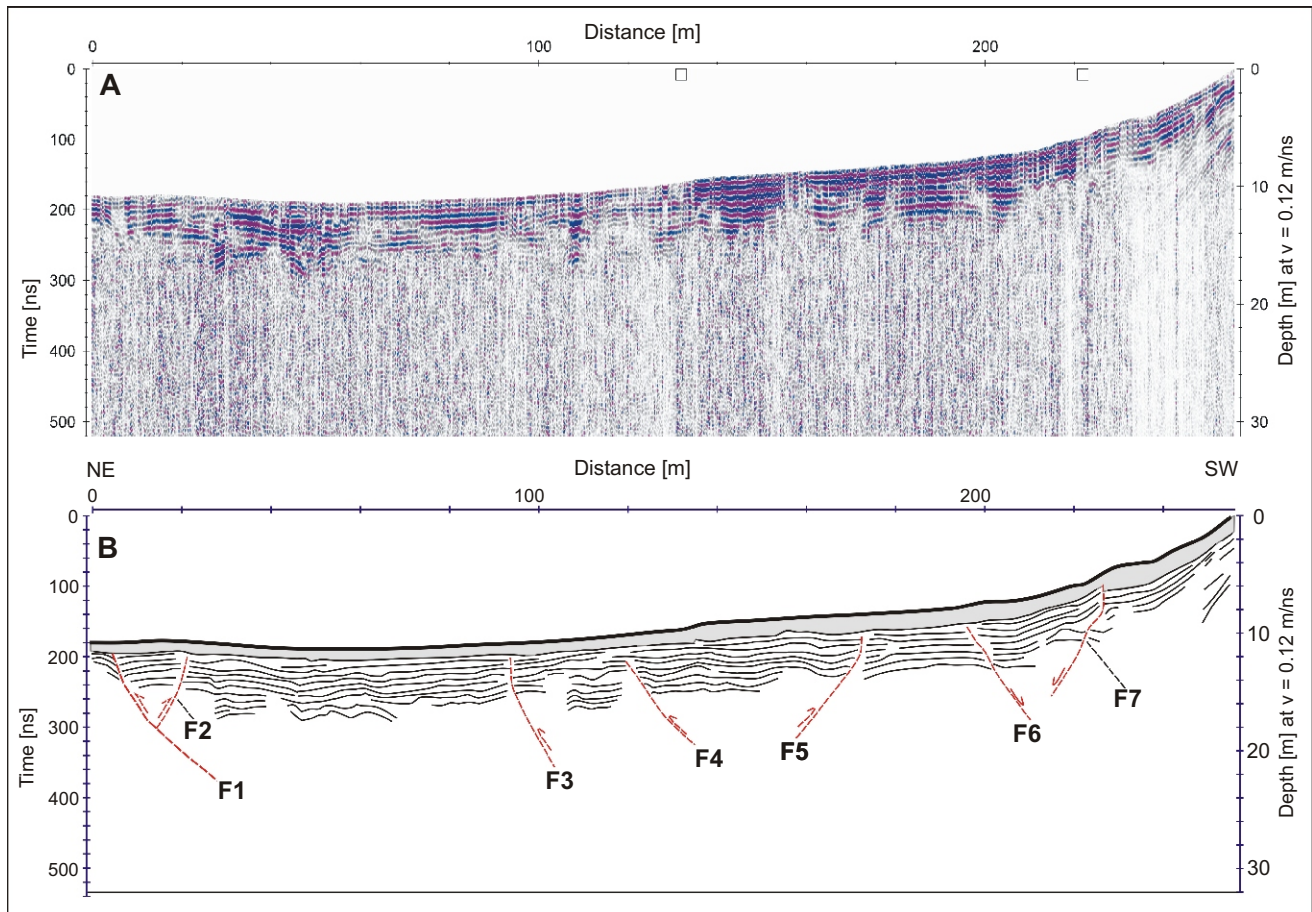 Distance [m]
0 100 200
A
0
100
200
300
400
500
Time [ns]
0
10
20
30
Depth [m] at v = 0.12 m/ns
NE Distance [m] SW
0 100 200
B
0
100
200
300
400
500
Time [ns]
0
10
20
30
Depth [m] at v = 0.12 m/ns
F1
F2
F3
F4
F5
F6
F7